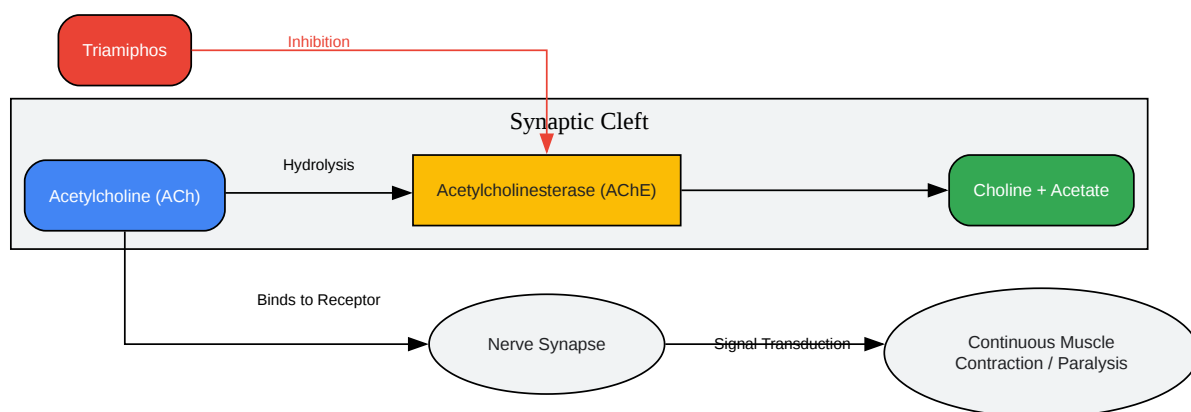 Triamiphos
Inhibition
Synaptic Cleft
Acetylcholine (ACh)
Hydrolysis
Acetylcholinesterase (AChE)
Choline + Acetate
Binds to Receptor
Nerve Synapse
Signal Transduction
Continuous Muscle
Contraction / Paralysis